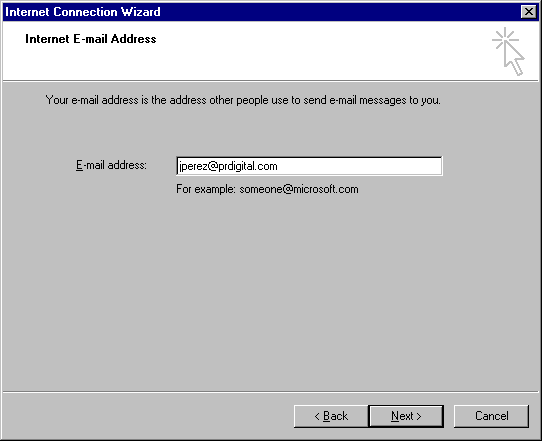 Internet Connection Wizard
Internet E-mail Address
Your e-mail address is the address other people use to send e-mail messages to you.
E-mail address: jperez@prdigital.com
For example: someone@microsoft.com
< Back Next > Cancel